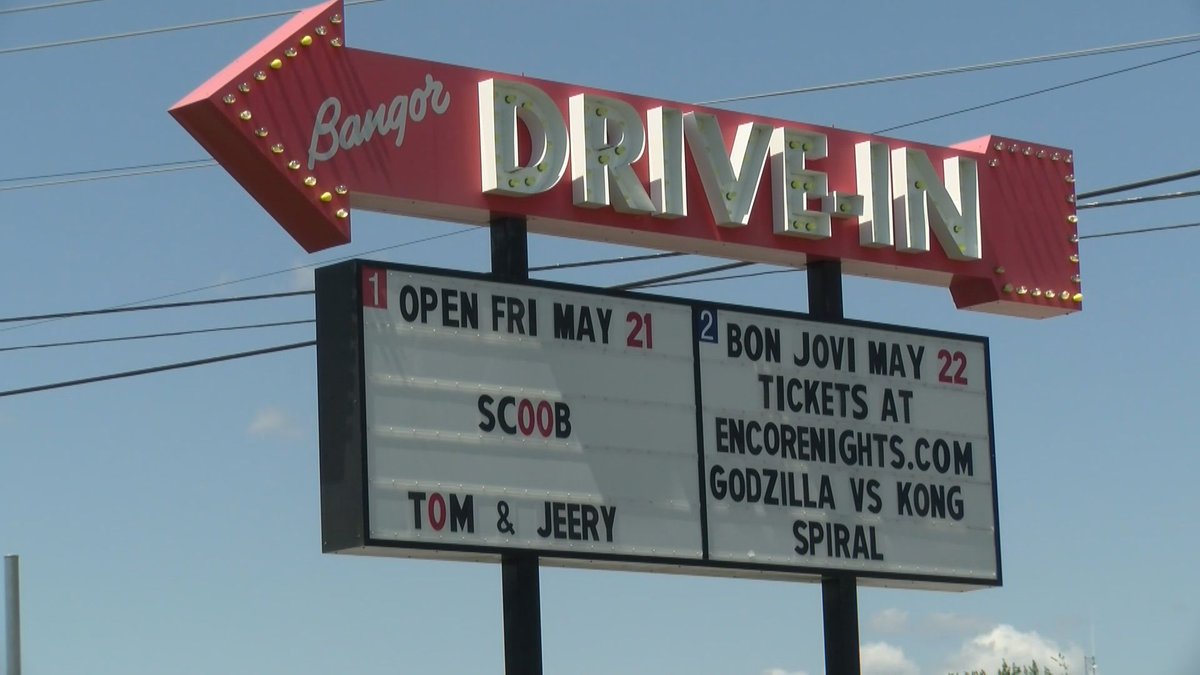 Bangor DRIVE-IN
1 OPEN FRI MAY 21
SCOOB
TOM & JEERY
2 BON JOVI MAY 22
TICKETS AT
ENCORENIGHTS.COM
GODZILLA VS KONG
SPIRAL